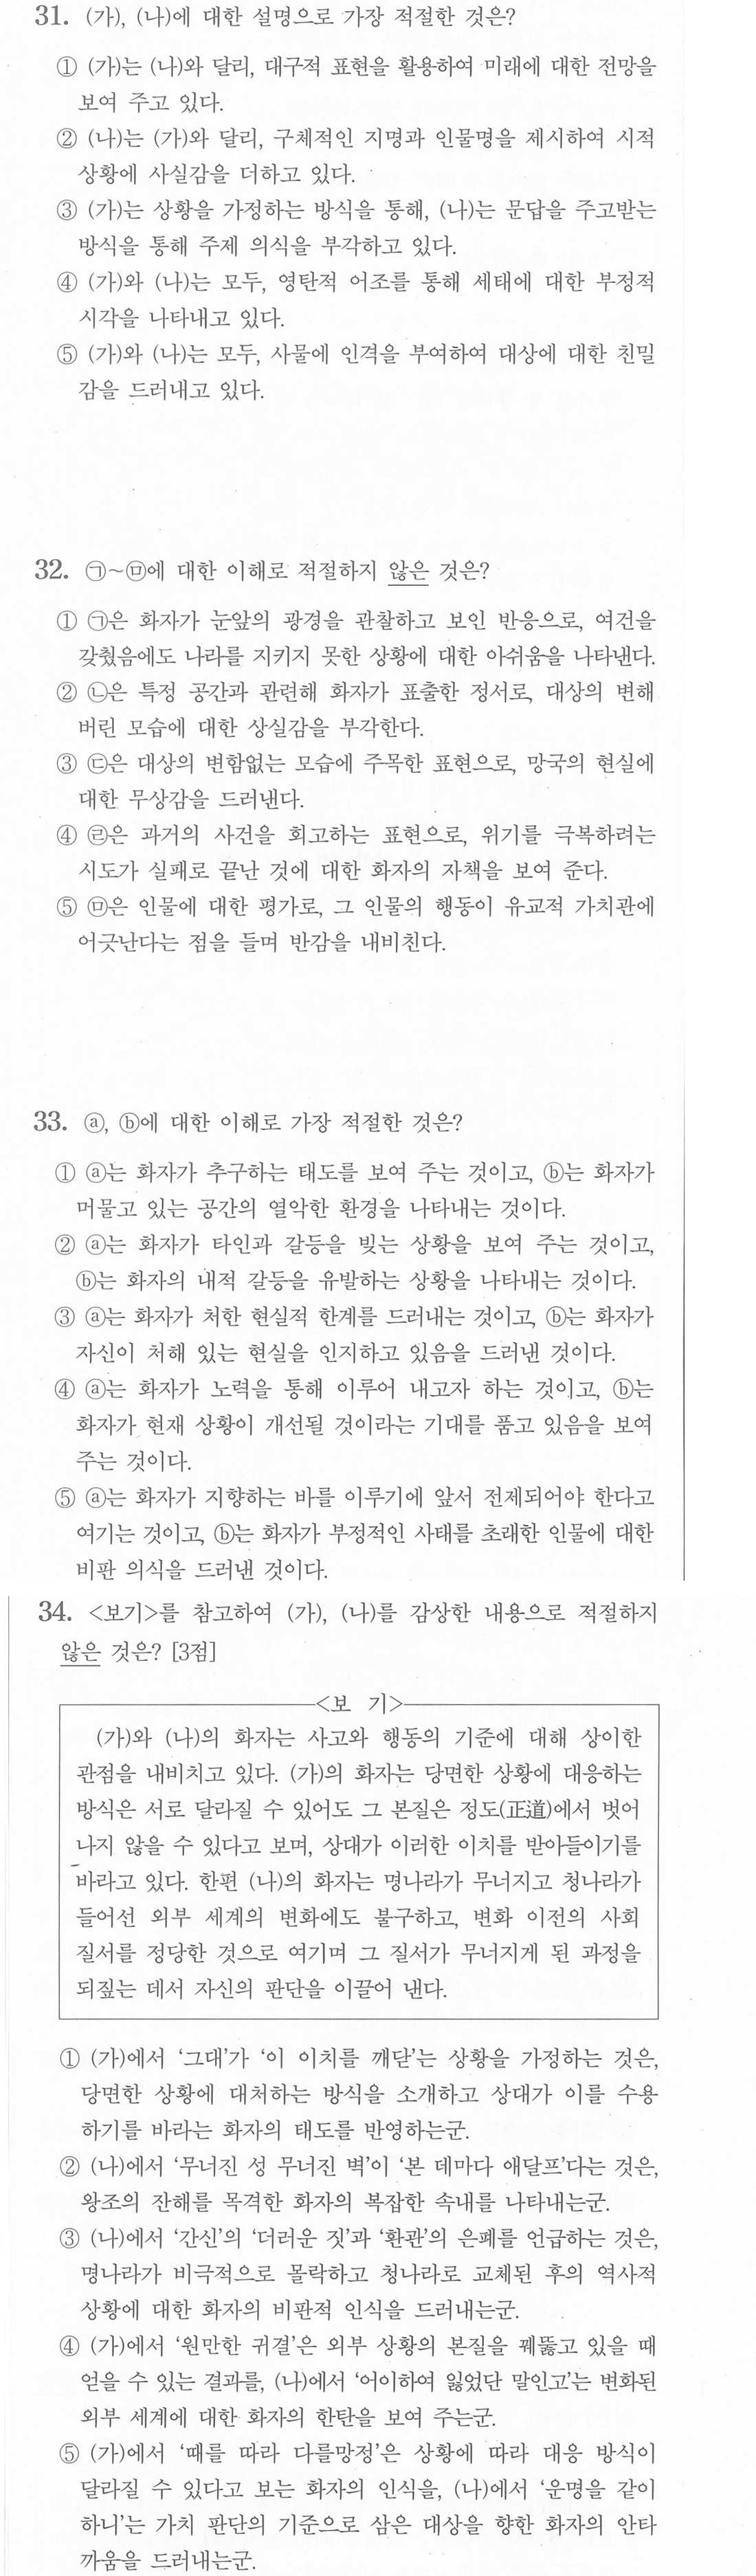 31. (가), (나)에 대한 설명으로 가장 적절한 것은?
① (가)는 (나)와 달리, 대구적 표현을 활용하여 미래에 대한 전망을
보여 주고 있다.
② (나)는 (가)와 달리, 구체적인 지명과 인물명을 제시하여 시적
상황에 사실감을 더하고 있다.
③ (가)는 상황을 가정하는 방식을 통해, (나)는 문답을 주고받는
방식을 통해 주제 의식을 부각하고 있다.
④ (가)와 (나)는 모두, 영탄적 어조를 통해 세태에 대한 부정적
시각을 나타내고 있다.
⑤ (가)와 (나)는 모두, 사물에 인격을 부여하여 대상에 대한 친밀
감을 드러내고 있다.
32. ㉠~㉤에 대한 이해로 적절하지 않은 것은?
① ㉠은 화자가 눈앞의 광경을 관찰하고 보인 반응으로, 여건을
갖췄음에도 나라를 지키지 못한 상황에 대한 아쉬움을 나타낸다.
② ㉡은 특정 공간과 관련해 화자가 표출한 정서로, 대상의 변해
버린 모습에 대한 상실감을 부각한다.
③ ㉢은 대상의 변함없는 모습에 주목한 표현으로, 망국의 현실에
대한 무상감을 드러낸다.
④ ㉣은 과거의 사건을 회고하는 표현으로, 위기를 극복하려는
시도가 실패로 끝난 것에 대한 화자의 자책을 보여 준다.
⑤ ㉤은 인물에 대한 평가로, 그 인물의 행동이 유교적 가치관에
어긋난다는 점을 들며 반감을 내비친다.
33. ⓐ, ⓑ에 대한 이해로 가장 적절한 것은?
① ⓐ는 화자가 추구하는 태도를 보여 주는 것이고, ⓑ는 화자가
머물고 있는 공간의 열악한 환경을 나타내는 것이다.
② ⓐ는 화자가 타인과 갈등을 빚는 상황을 보여 주는 것이고,
ⓑ는 화자의 내적 갈등을 유발하는 상황을 나타내는 것이다.
③ ⓐ는 화자가 처한 현실적 한계를 드러내는 것이고, ⓑ는 화자가
자신이 처해 있는 현실을 인지하고 있음을 드러낸 것이다.
④ ⓐ는 화자가 노력을 통해 이루어 내고자 하는 것이고, ⓑ는
화자가 현재 상황이 개선될 것이라는 기대를 품고 있음을 보여
주는 것이다.
⑤ ⓐ는 화자가 지향하는 바를 이루기에 앞서 전제되어야 한다고
여기는 것이고, ⓑ는 화자가 부정적인 사태를 초래한 인물에 대한
비판 의식을 드러낸 것이다.
34. <보기>를 참고하여 (가), (나)를 감상한 내용으로 적절하지
않은 것은? [3점]
<보 기>
(가)와 (나)의 화자는 사고와 행동의 기준에 대해 상이한
관점을 내비치고 있다. (가)의 화자는 당면한 상황에 대응하는
방식은 서로 달라질 수 있어도 그 본질은 정도(正道)에서 벗어
나지 않을 수 있다고 보며, 상대가 이러한 이치를 받아들이기를
바라고 있다. 한편 (나)의 화자는 명나라가 무너지고 청나라가
들어선 외부 세계의 변화에도 불구하고, 변화 이전의 사회
질서를 정당한 것으로 여기며 그 질서가 무너지게 된 과정을
되짚는 데서 자신의 판단을 이끌어 낸다.
① (가)에서 ‘그대’가 ‘이 이치를 깨닫’는 상황을 가정하는 것은,
당면한 상황에 대처하는 방식을 소개하고 상대가 이를 수용
하기를 바라는 화자의 태도를 반영하는군.
② (나)에서 ‘무너진 성 무너진 벽’이 ‘본 데마다 애달프’다는 것은,
왕조의 잔해를 목격한 화자의 복잡한 속내를 나타내는군.
③ (나)에서 ‘간신’의 ‘더러운 짓’과 ‘환관’의 은폐를 언급하는 것은,
명나라가 비극적으로 몰락하고 청나라로 교체된 후의 역사적
상황에 대한 화자의 비판적 인식을 드러내는군.
④ (가)에서 ‘원만한 귀결’은 외부 상황의 본질을 꿰뚫고 있을 때
얻을 수 있는 결과를, (나)에서 ‘어이하여 잃었단 말인고’는 변화된
외부 세계에 대한 화자의 한탄을 보여 주는군.
⑤ (가)에서 ‘때를 따라 다를망정’은 상황에 따라 대응 방식이
달라질 수 있다고 보는 화자의 인식을, (나)에서 ‘운명을 같이
하니’는 가치 판단의 기준으로 삼은 대상을 향한 화자의 안타
까움을 드러내는군.